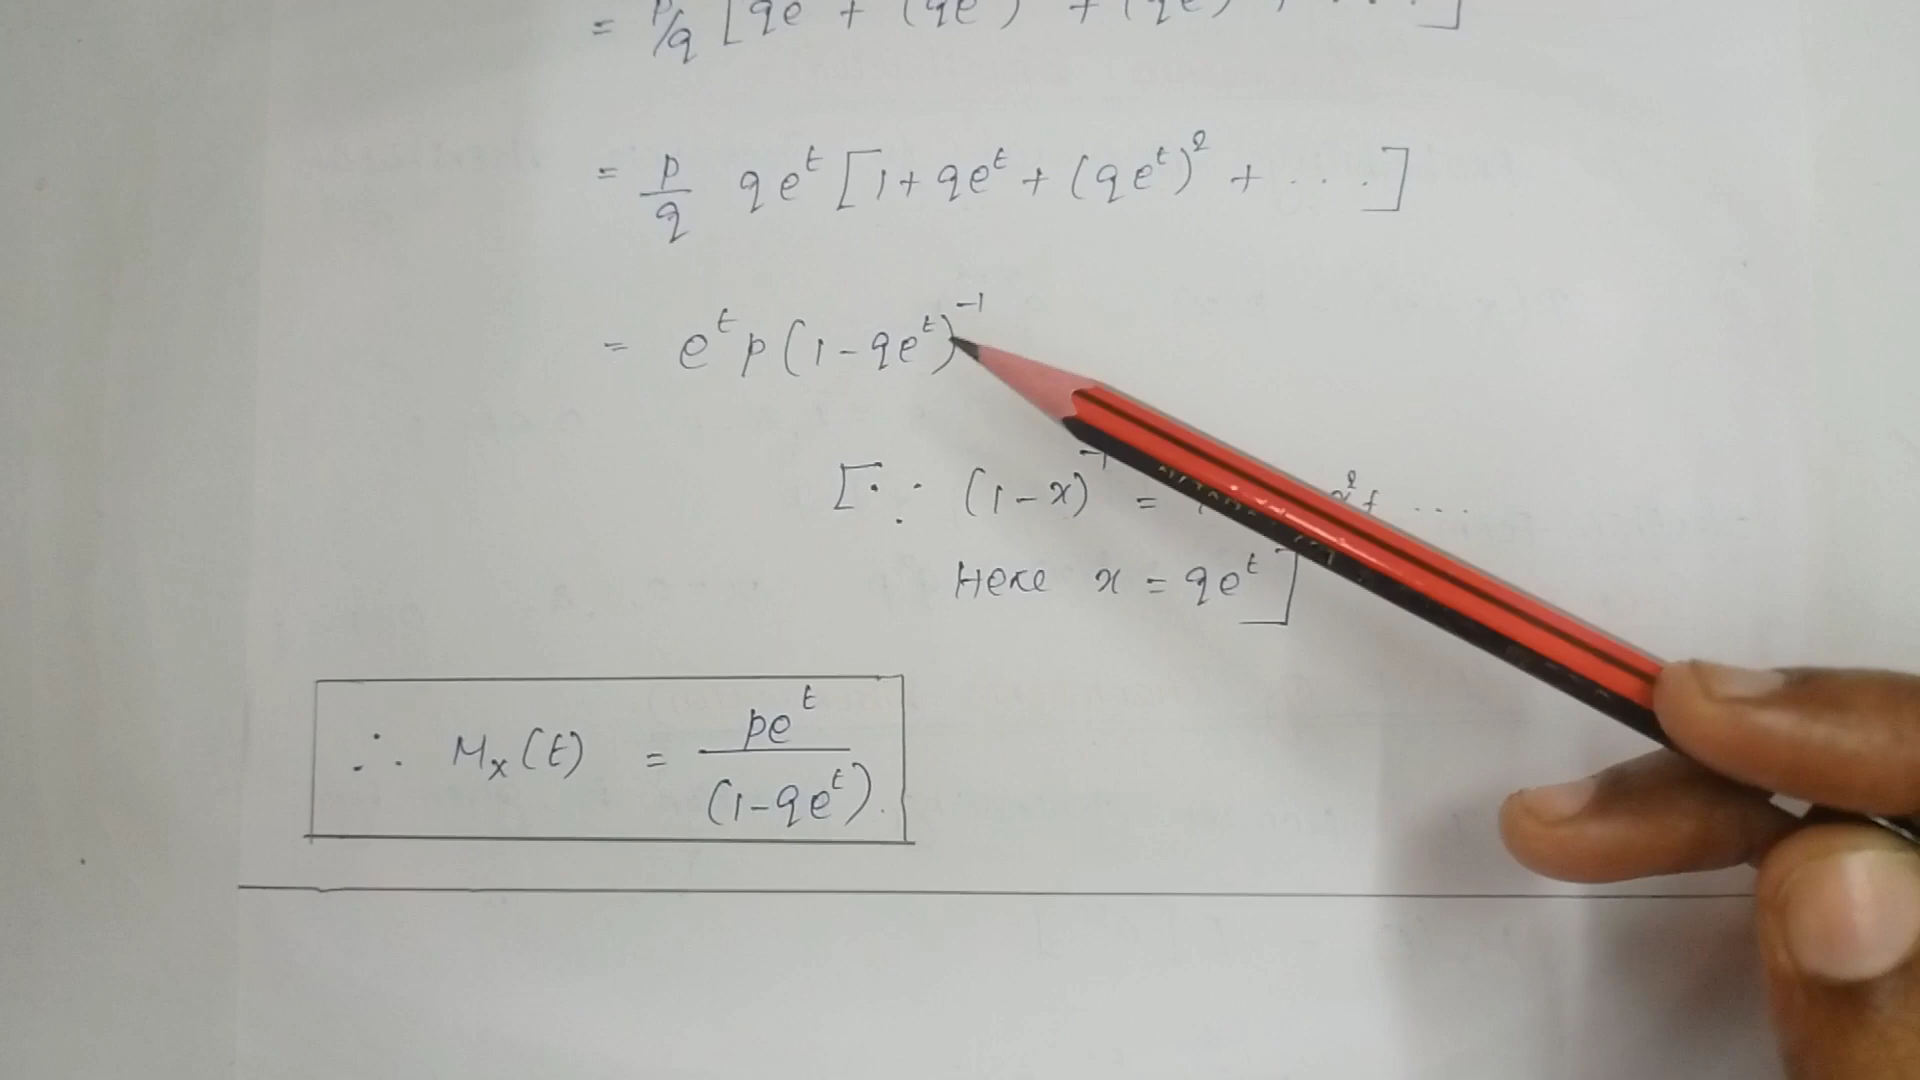 = p/q [qe + (qe ) + (qe ) + . . . ]
= p/q qe^t [1 + qe^t + (qe^t)^2 + . . . ]
= e^t p (1 - qe^t)^-1
[∵ (1 - x)^-1 = x^2 + . . .
Here x = qe^t ]
∴ M_x(t) = pe^t / (1 - qe^t).